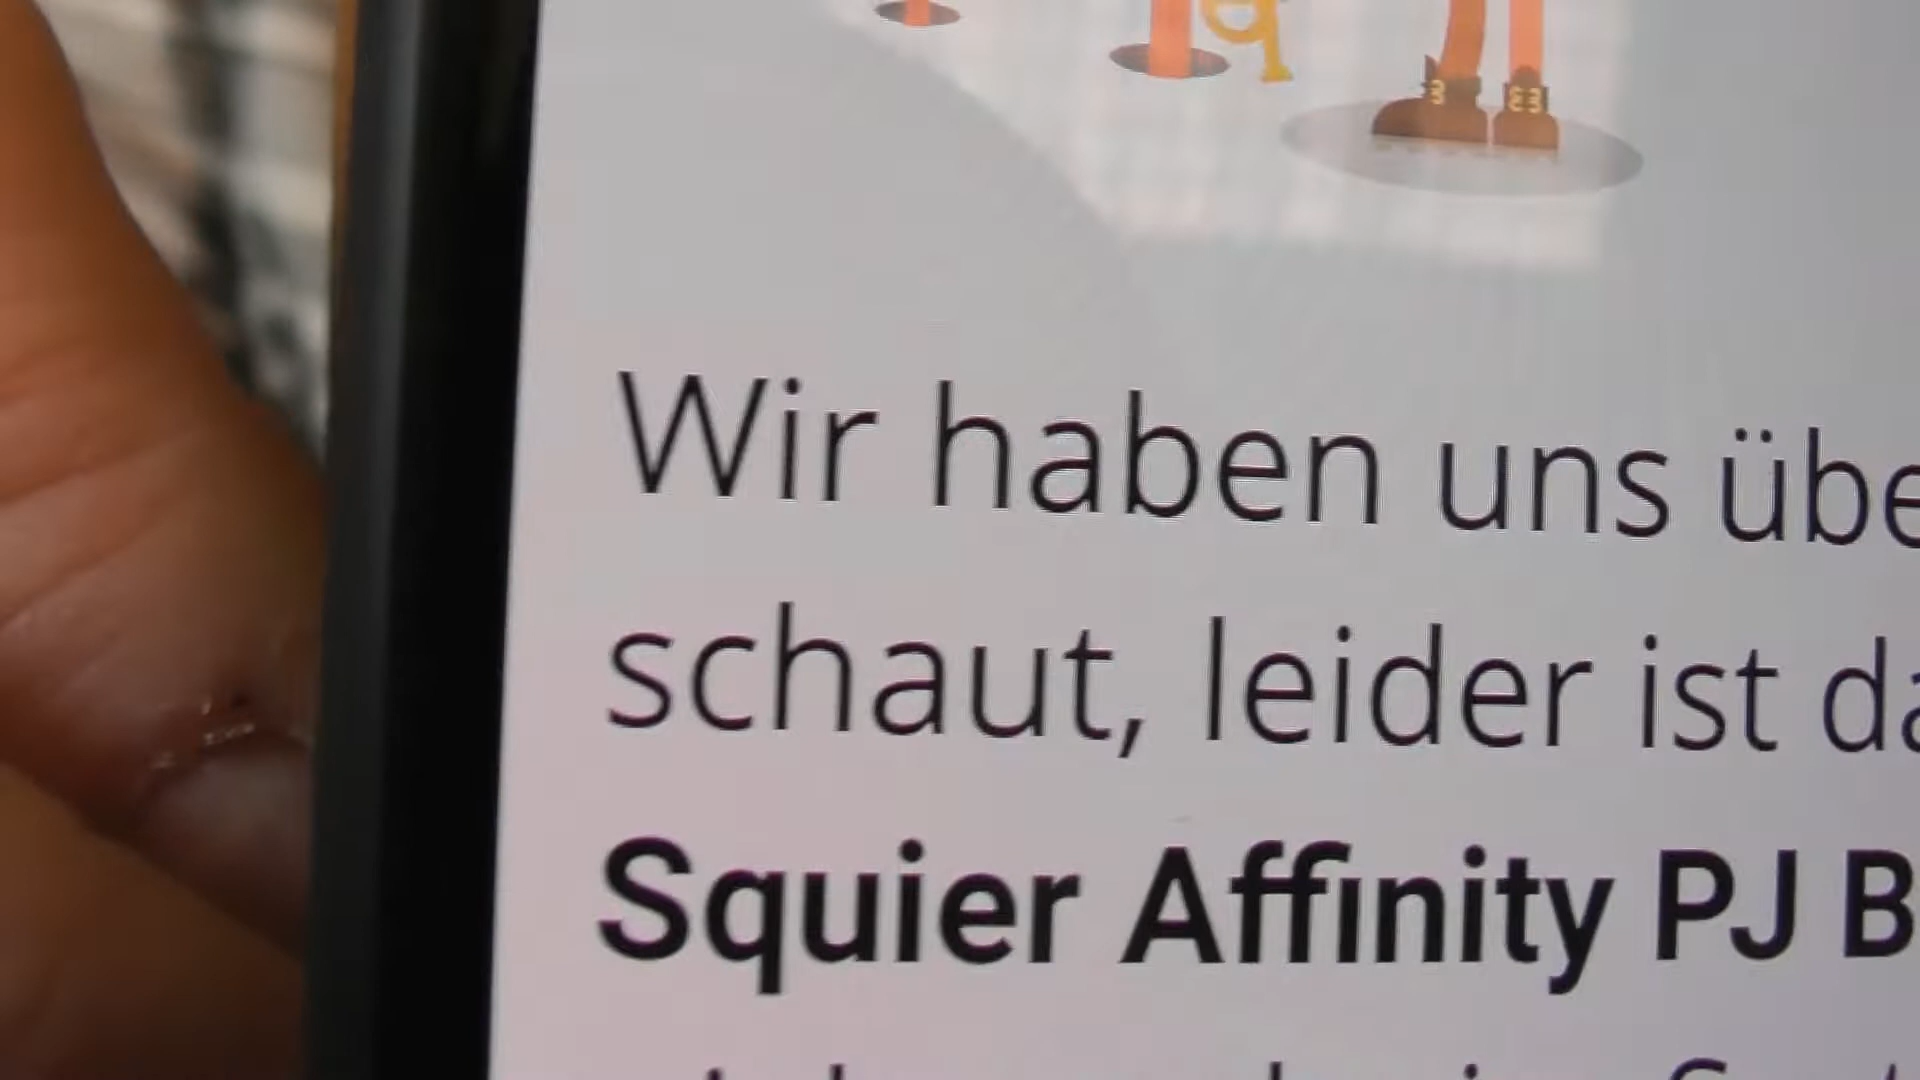 Wir haben uns übe
schaut, leider ist da
Squier Affinity PJ B